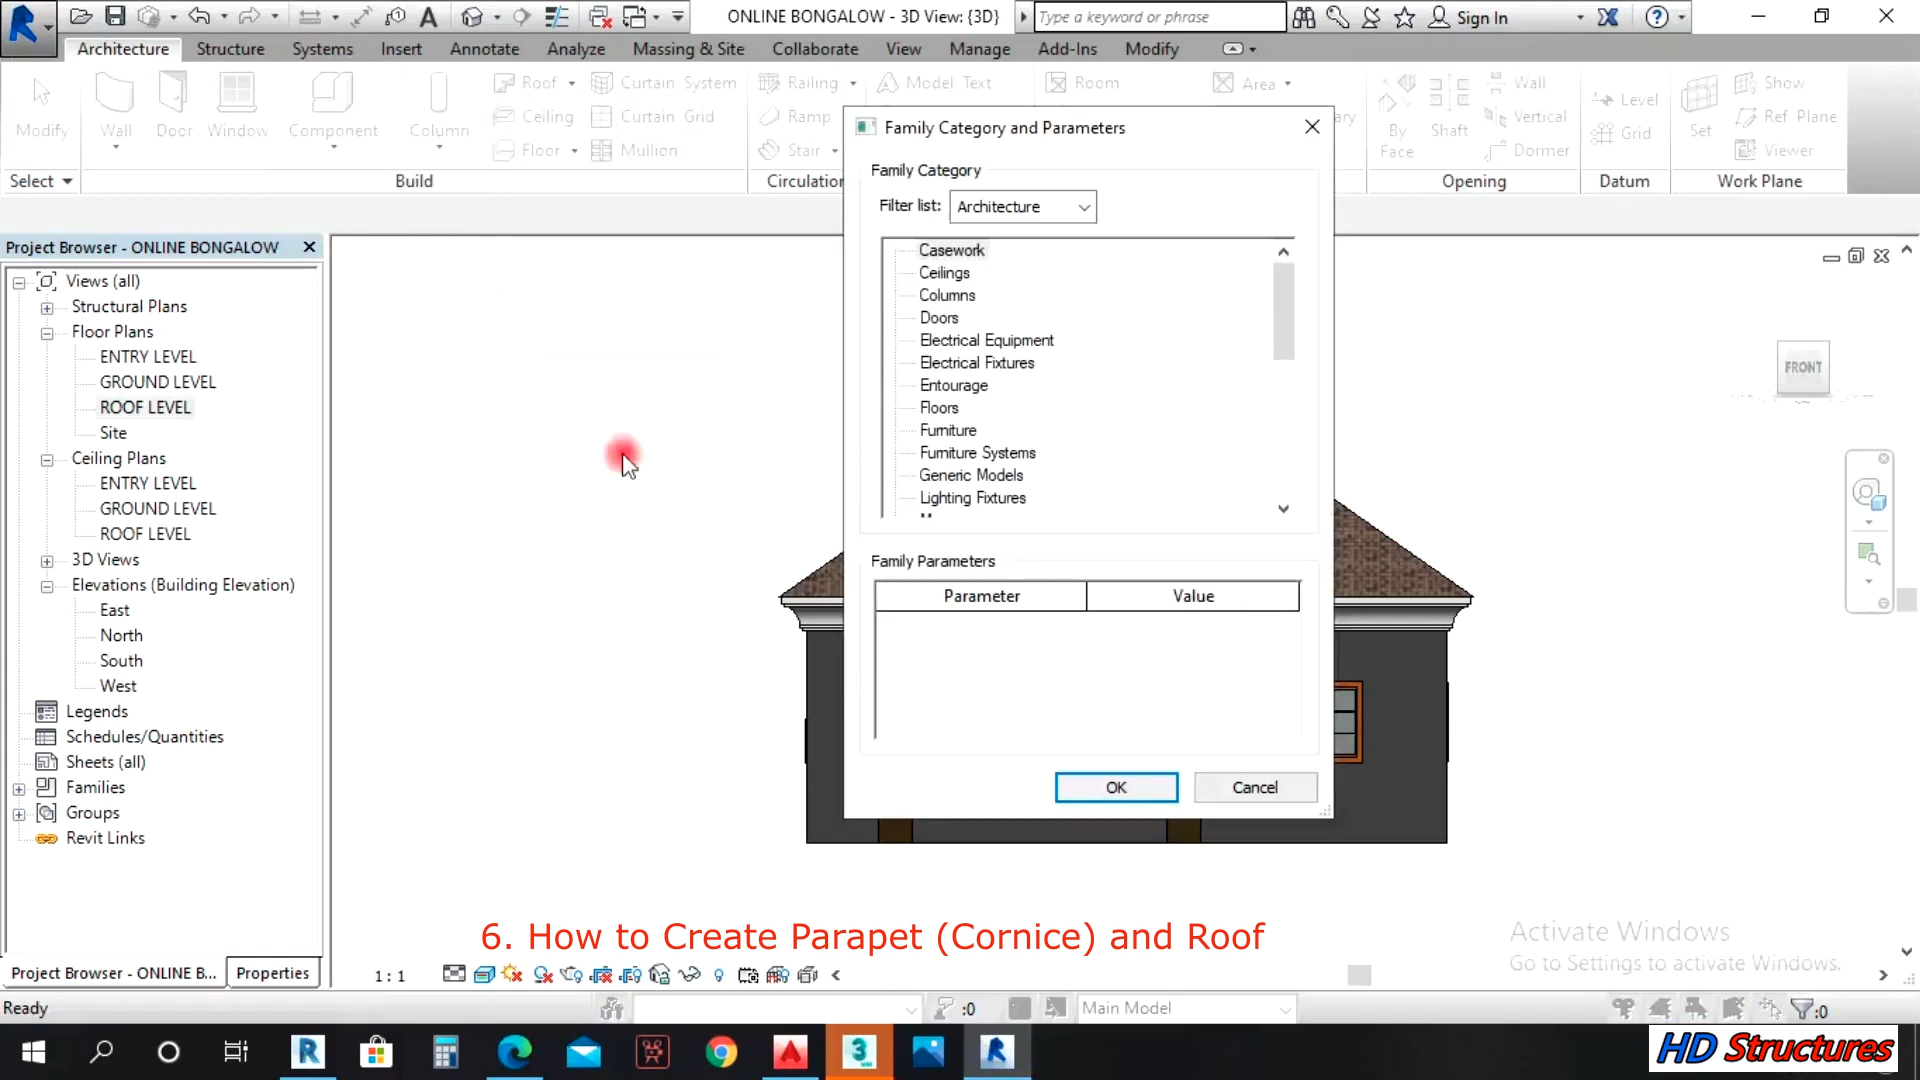 ONLINE BONGALOW - 3D View: {3D}
Type a keyword or phrase
Sign In
Architecture Structure Systems Insert Annotate Analyze Massing & Site Collaborate View Manage Add-Ins Modify
Modify
Wall
Door
Window
Component
Column
Roof
Ceiling
Floor
Curtain System
Curtain Grid
Mullion
Railing
Ramp
Stair
Model Text
Room
Area
By
Face
Shaft
Wall
Vertical
Dormer
Level
Grid
Set
Show
Ref Plane
Viewer
Select
Build
Opening
Datum
Work Plane
Project Browser - ONLINE BONGALOW
Views (all)
Structural Plans
Floor Plans
ENTRY LEVEL
GROUND LEVEL
ROOF LEVEL
Site
Ceiling Plans
ENTRY LEVEL
GROUND LEVEL
ROOF LEVEL
3D Views
Elevations (Building Elevation)
East
North
South
West
Legends
Schedules/Quantities
Sheets (all)
Families
Groups
Revit Links
Project Browser - ONLINE B...
Properties
Family Category and Parameters
Family Category
Filter list: Architecture
Casework
Ceilings
Columns
Doors
Electrical Equipment
Electrical Fixtures
Entourage
Floors
Furniture
Furniture Systems
Generic Models
Lighting Fixtures
Family Parameters
Parameter Value
OK Cancel
FRONT
6. How to Create Parapet (Cornice) and Roof
Activate Windows
Go to Settings to activate Windows.
1 : 1
Ready
:0
Main Model
:0
HD Structures